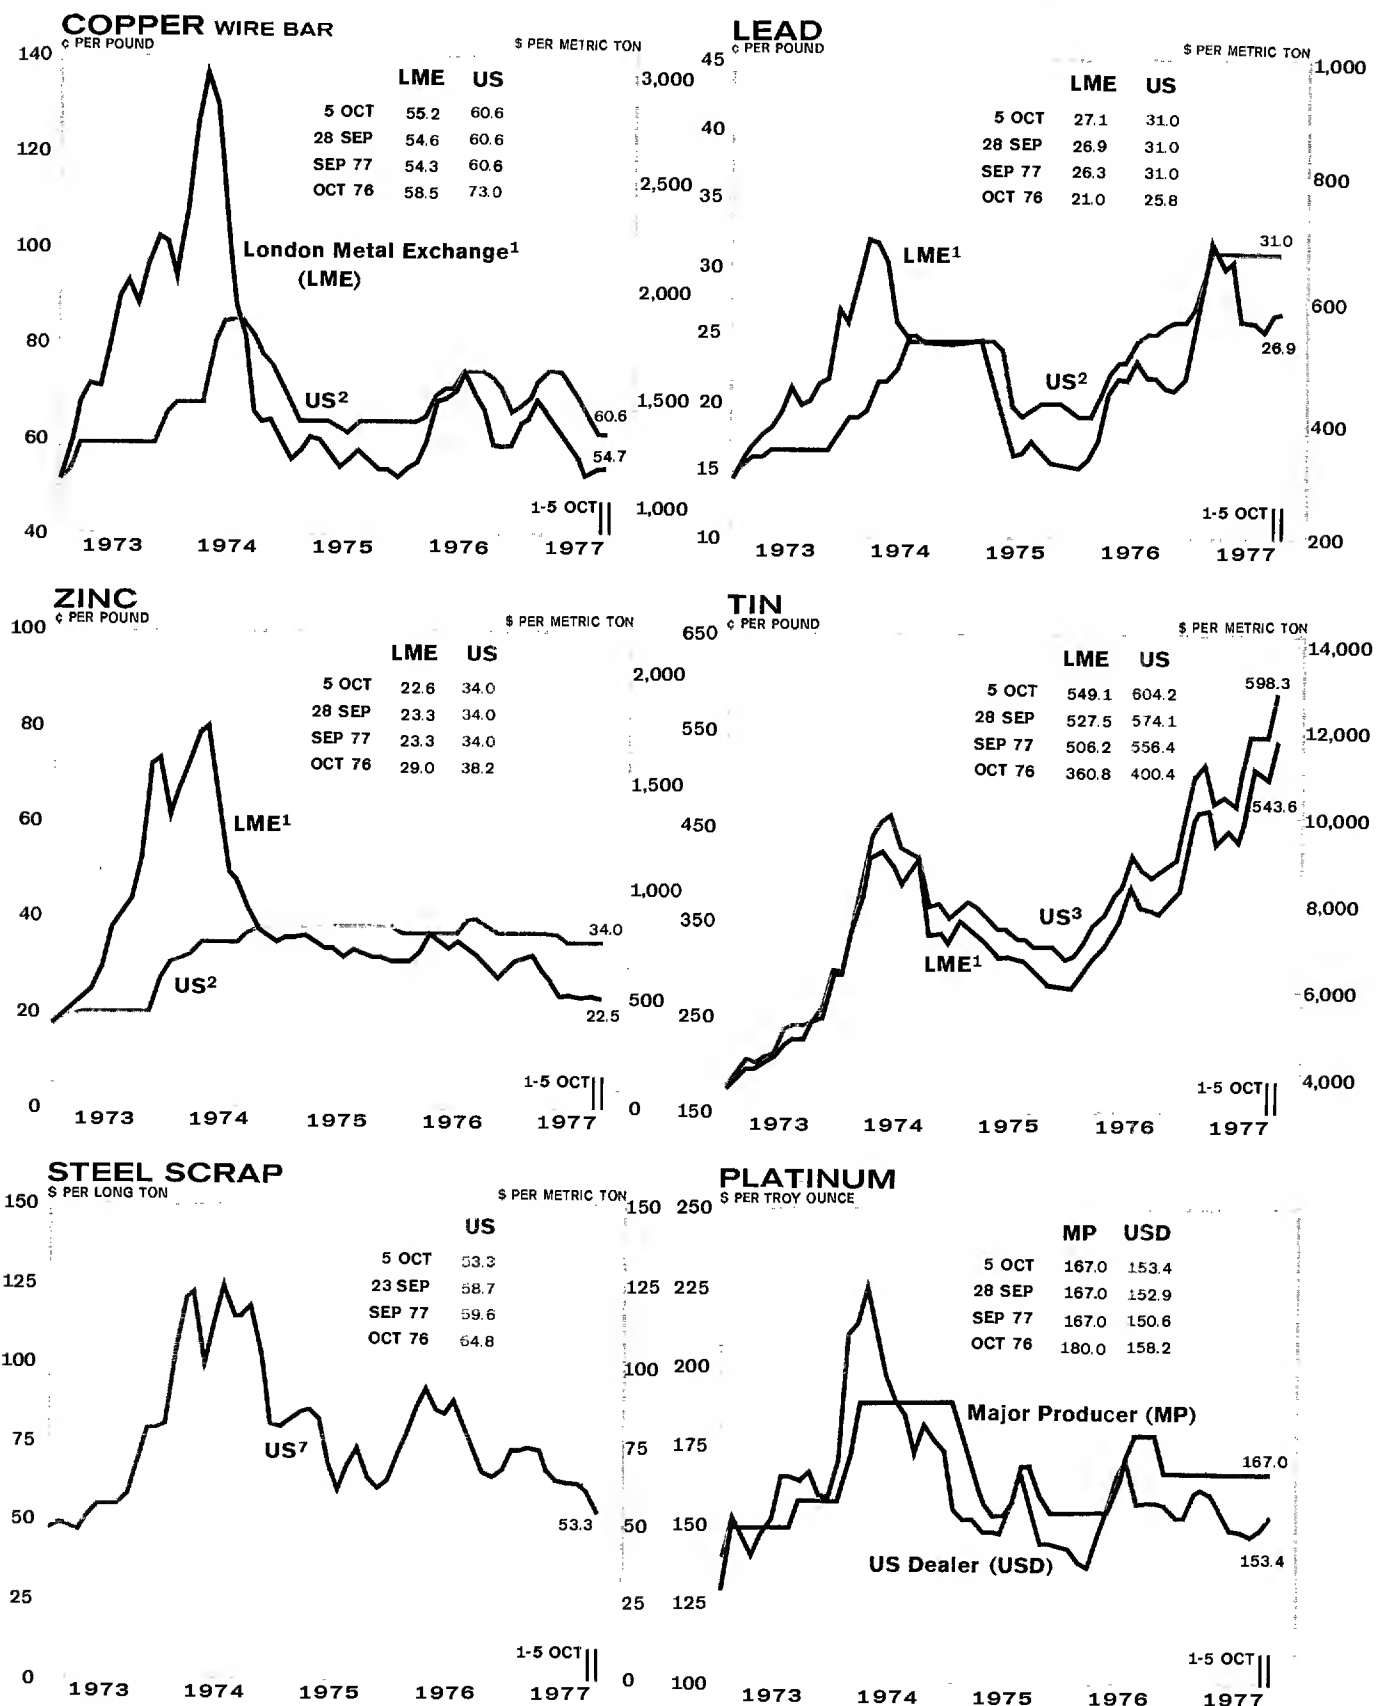 COPPER WIRE BAR
¢ PER POUND
$ PER METRIC TON
LME US
5 OCT 55.2 60.6
28 SEP 54.6 60.6
SEP 77 54.3 60.6
OCT 76 58.5 73.0
London Metal Exchange¹
(LME)
US²
60.6
54.7
1-5 OCT
140
120
100
80
60
40
3,000
2,500
2,000
1,500
1,000
1973 1974 1975 1976 1977
LEAD
¢ PER POUND
$ PER METRIC TON
LME US
5 OCT 27.1 31.0
28 SEP 26.9 31.0
SEP 77 26.3 31.0
OCT 76 21.0 25.8
LME¹
US²
31.0
26.9
1-5 OCT
45
40
35
30
25
20
15
10
1,000
800
600
400
200
1973 1974 1975 1976 1977
ZINC
¢ PER POUND
$ PER METRIC TON
LME US
5 OCT 22.6 34.0
28 SEP 23.3 34.0
SEP 77 23.3 34.0
OCT 76 29.0 38.2
LME¹
US²
34.0
22.5
1-5 OCT
100
80
60
40
20
0
2,000
1,500
1,000
500
0
1973 1974 1975 1976 1977
TIN
¢ PER POUND
$ PER METRIC TON
LME US
5 OCT 549.1 604.2
28 SEP 527.5 574.1
SEP 77 506.2 556.4
OCT 76 360.8 400.4
US³
LME¹
598.3
543.6
1-5 OCT
650
550
450
350
250
150
14,000
12,000
10,000
8,000
6,000
4,000
1973 1974 1975 1976 1977
STEEL SCRAP
$ PER LONG TON
$ PER METRIC TON
US
5 OCT 53.3
23 SEP 58.7
SEP 77 59.6
OCT 76 64.8
US⁷
53.3
1-5 OCT
150
125
100
75
50
25
0
150
125
100
75
50
25
0
1973 1974 1975 1976 1977
PLATINUM
$ PER TROY OUNCE
MP USD
5 OCT 167.0 153.4
28 SEP 167.0 152.9
SEP 77 167.0 150.6
OCT 76 180.0 158.2
Major Producer (MP)
US Dealer (USD)
167.0
153.4
1-5 OCT
250
225
200
175
150
125
100
1973 1974 1975 1976 1977